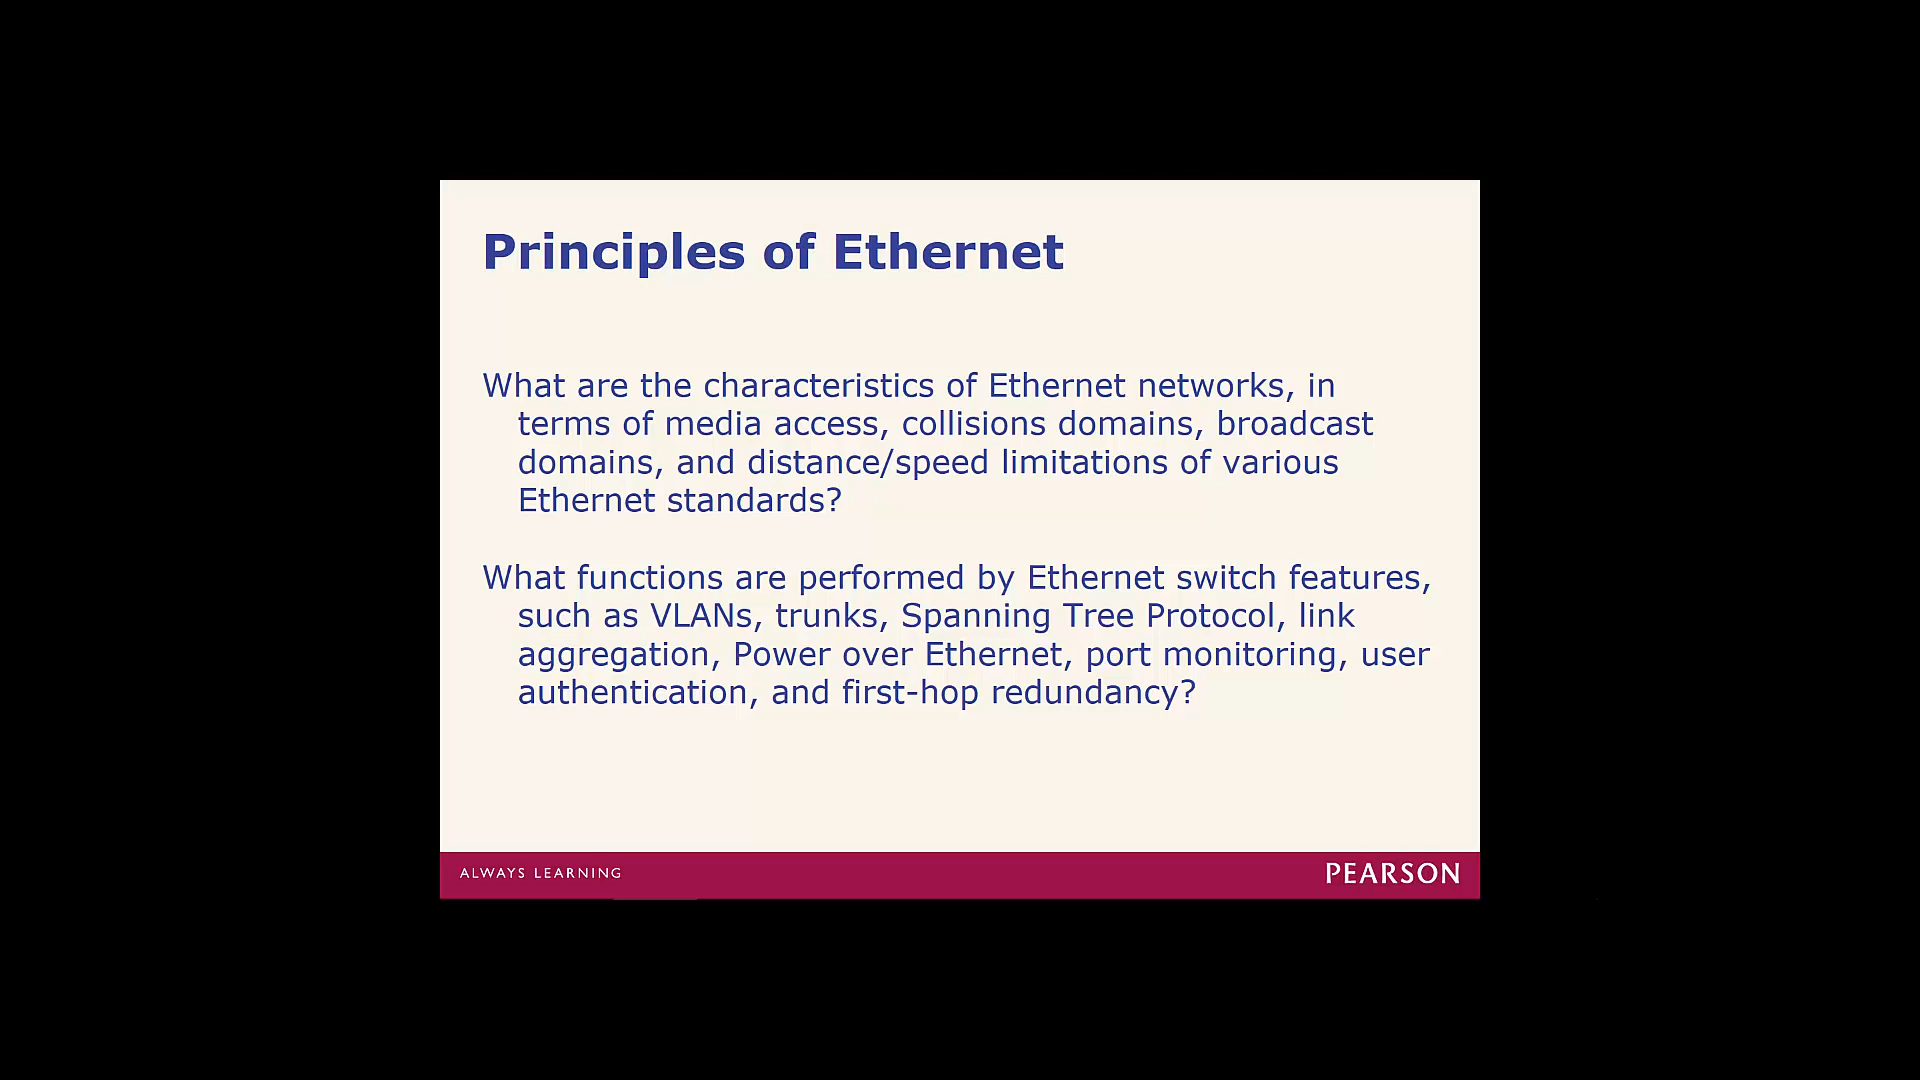 Principles of Ethernet
What are the characteristics of Ethernet networks, in
terms of media access, collisions domains, broadcast
domains, and distance/speed limitations of various
Ethernet standards?
What functions are performed by Ethernet switch features,
such as VLANs, trunks, Spanning Tree Protocol, link
aggregation, Power over Ethernet, port monitoring, user
authentication, and first-hop redundancy?
ALWAYS LEARNING
PEARSON